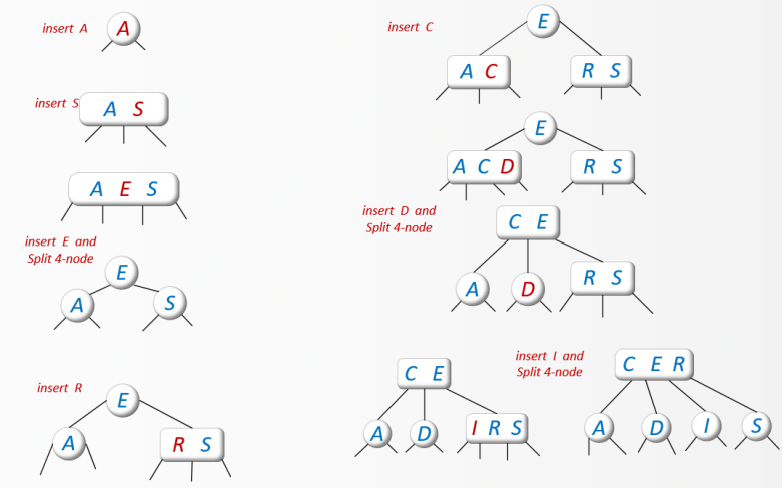 insert A
A
insert S
A S
A E S
insert E and
Split 4-node
E
A
S
insert R
E
A
R S
insert C
E
A C
R S
E
A C D
R S
insert D and
Split 4-node
C E
A
D
R S
C E
A
D
I R S
insert I and
Split 4-node
C E R
A
D
I
S